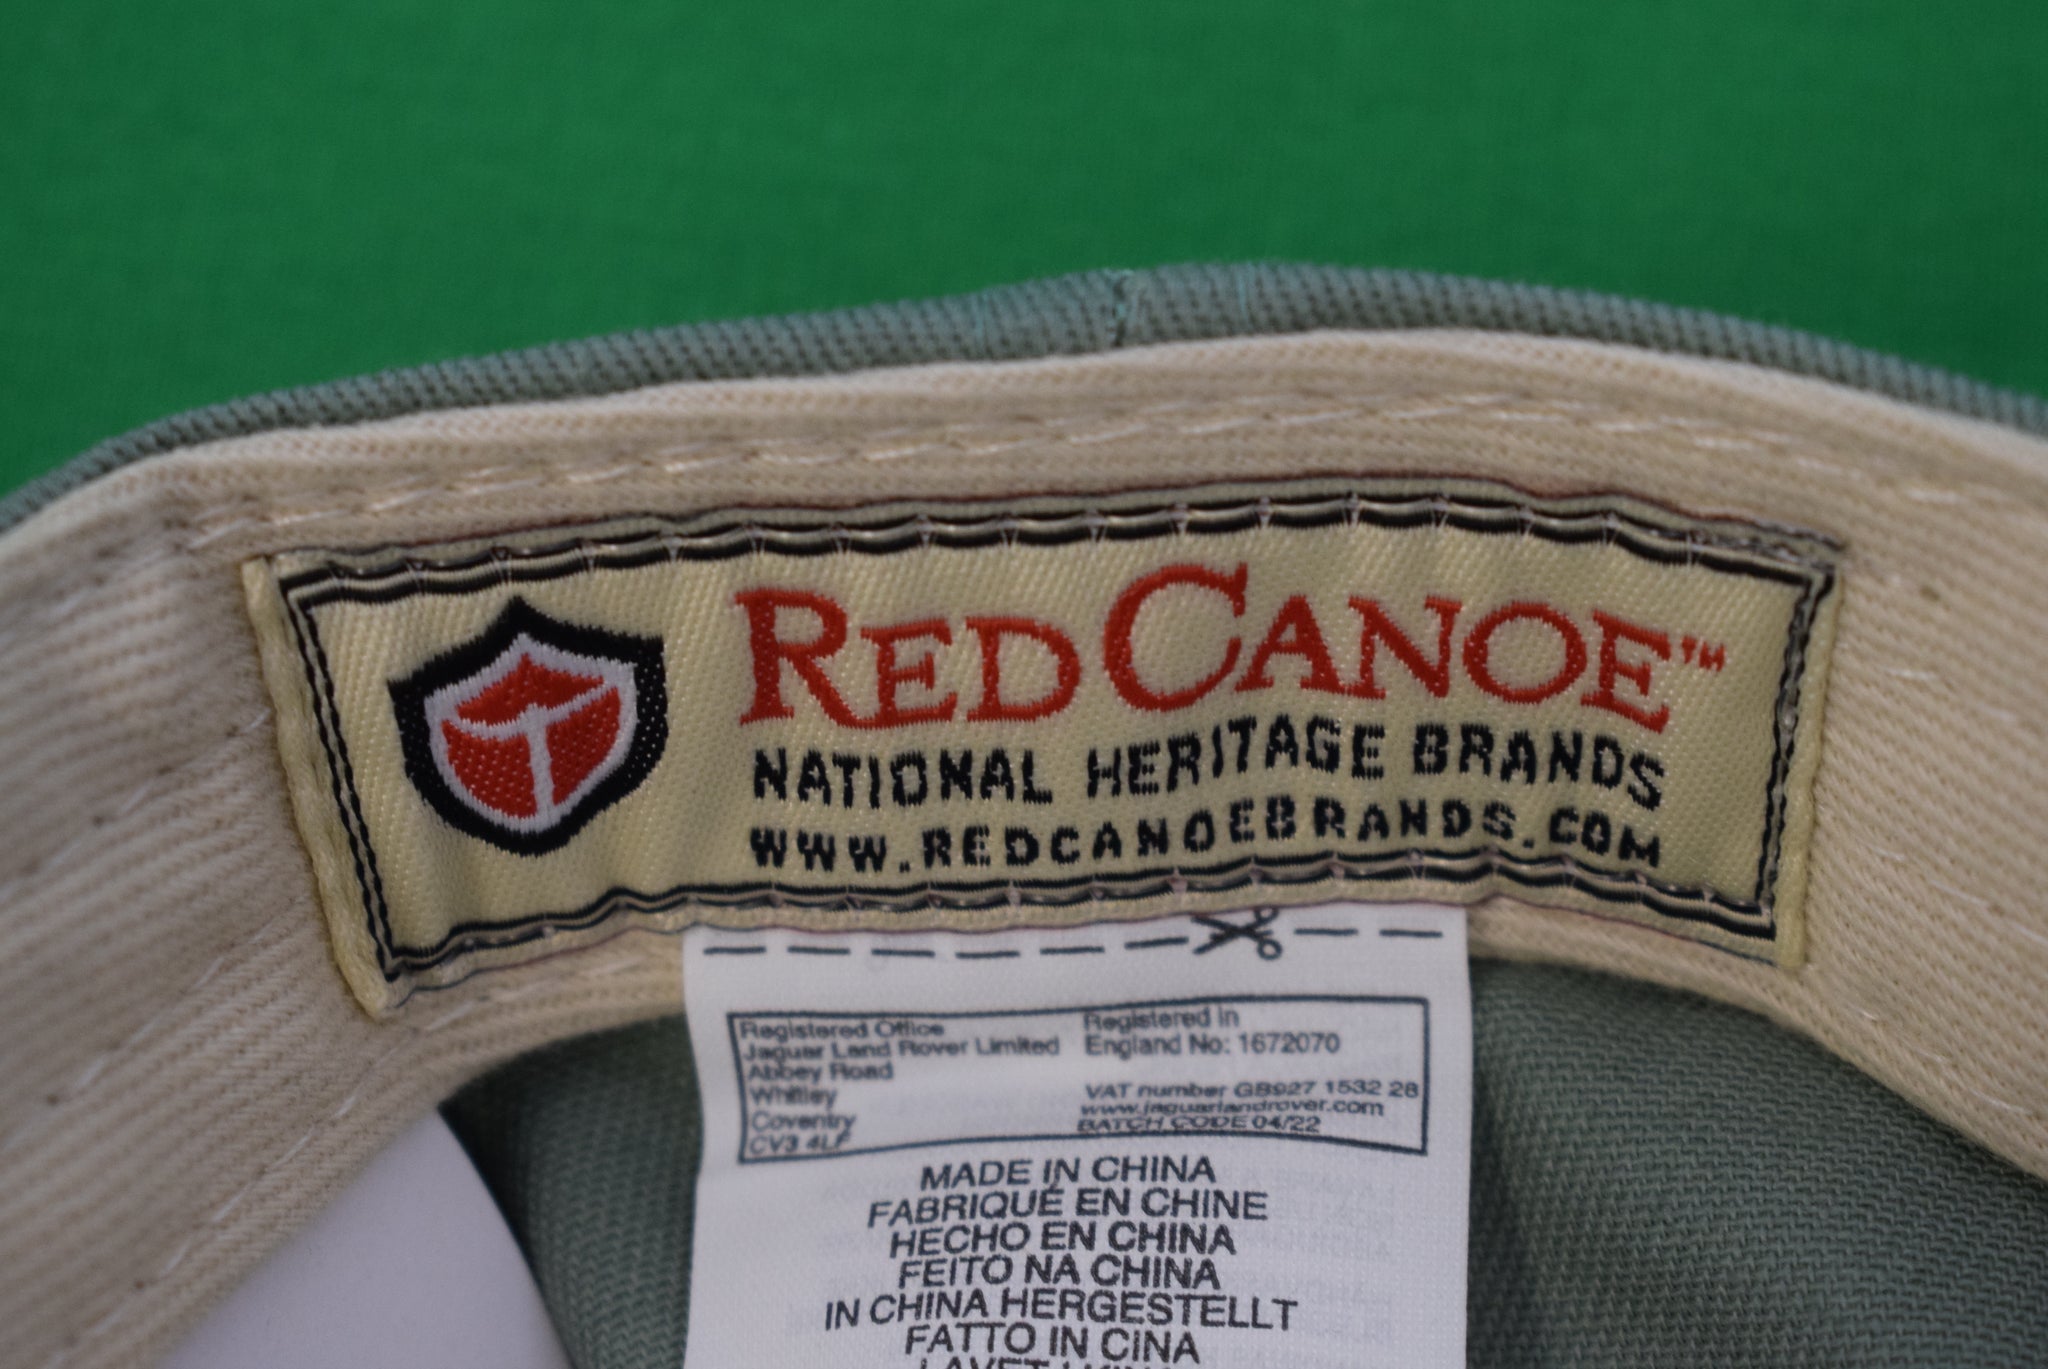 RED CANOE™
NATIONAL HERITAGE BRANDS
WWW.REDCANOEBRANDS.COM
Registered Office
Jaguar Land Rover Limited
Abbey Road
Whitley
Coventry
CV3 4LF
Registered in
England No: 1672070
VAT number GB927 1532 28
www.jaguarlandrover.com
BATCH CODE 04/22
MADE IN CHINA
FABRIQUÉ EN CHINE
HECHO EN CHINA
FEITO NA CHINA
IN CHINA HERGESTELLT
FATTO IN CINA